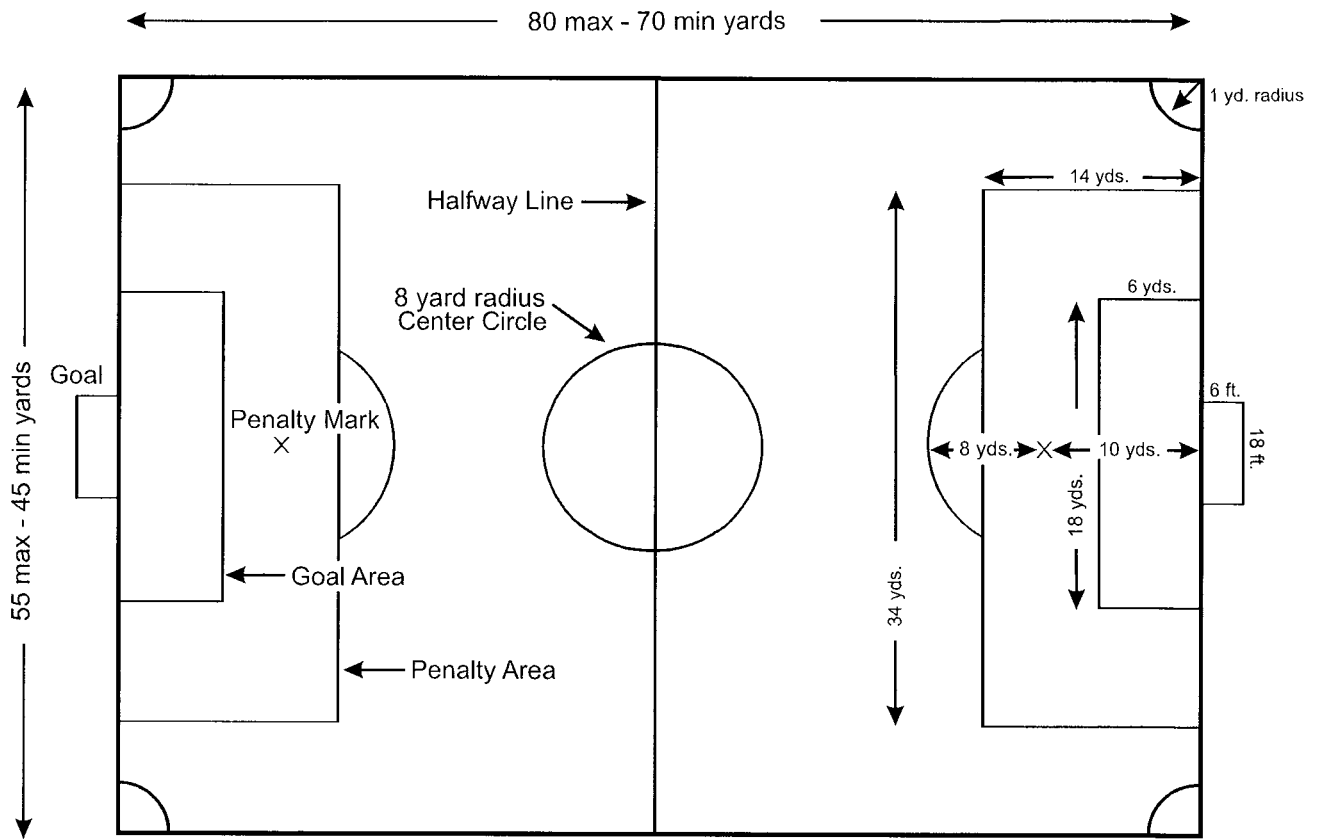 80 max - 70 min yards
1 yd. radius
14 yds.
Halfway Line
6 yds.
8 yard radius
Center Circle
Goal
6 ft.
Penalty Mark
X
8 yds.
X
10 yds.
18 ft.
55 max - 45 min yards
18 yds.
Goal Area
34 yds.
Penalty Area